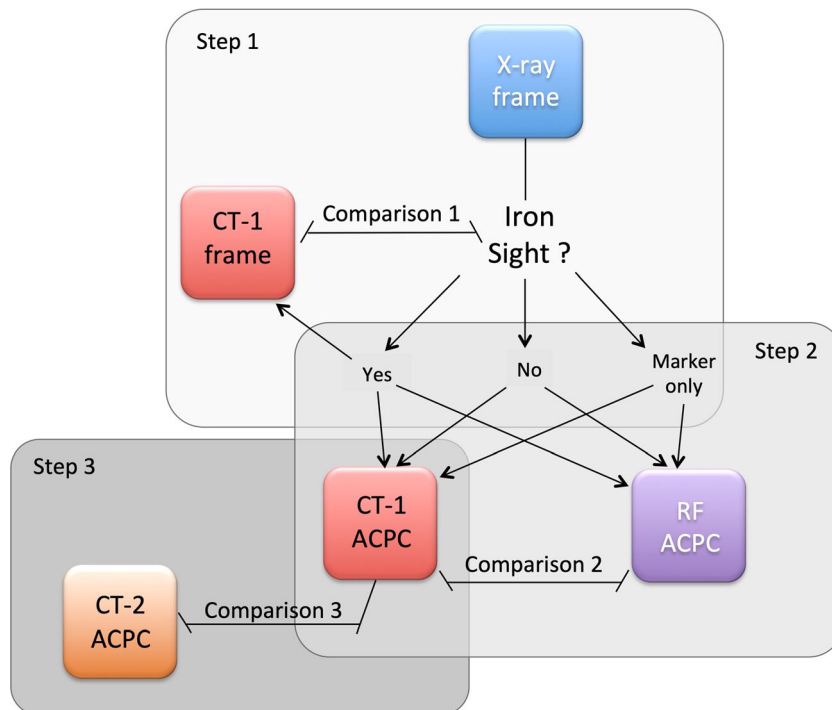 Step 1
X-ray
frame
CT-1
frame
Comparison 1
Iron
Sight ?
Step 2
Yes
No
Marker
only
Step 3
CT-1
ACPC
RF
ACPC
Comparison 2
CT-2
ACPC
Comparison 3